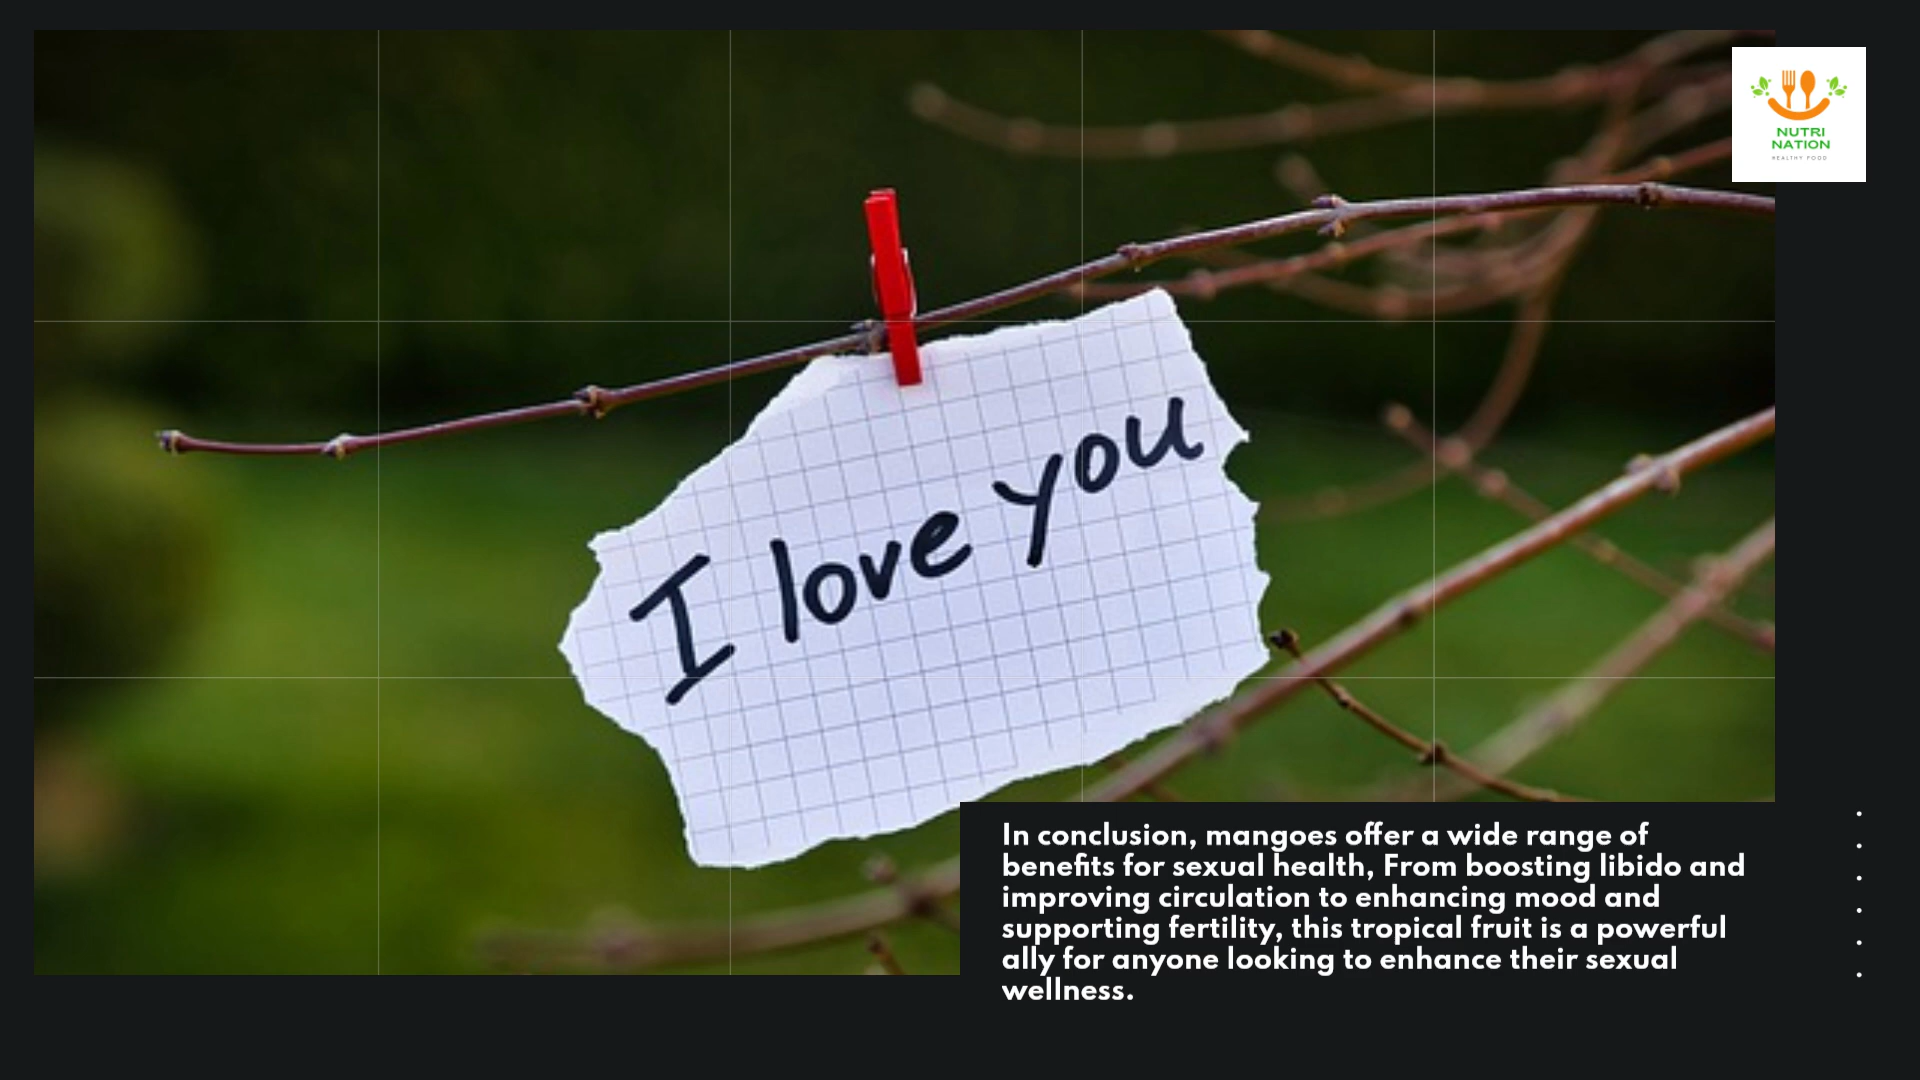 NUTRI
NATION
HEALTHY FOOD
I love you
In conclusion, mangoes offer a wide range of
benefits for sexual health, From boosting libido and
improving circulation to enhancing mood and
supporting fertility, this tropical fruit is a powerful
ally for anyone looking to enhance their sexual
wellness.